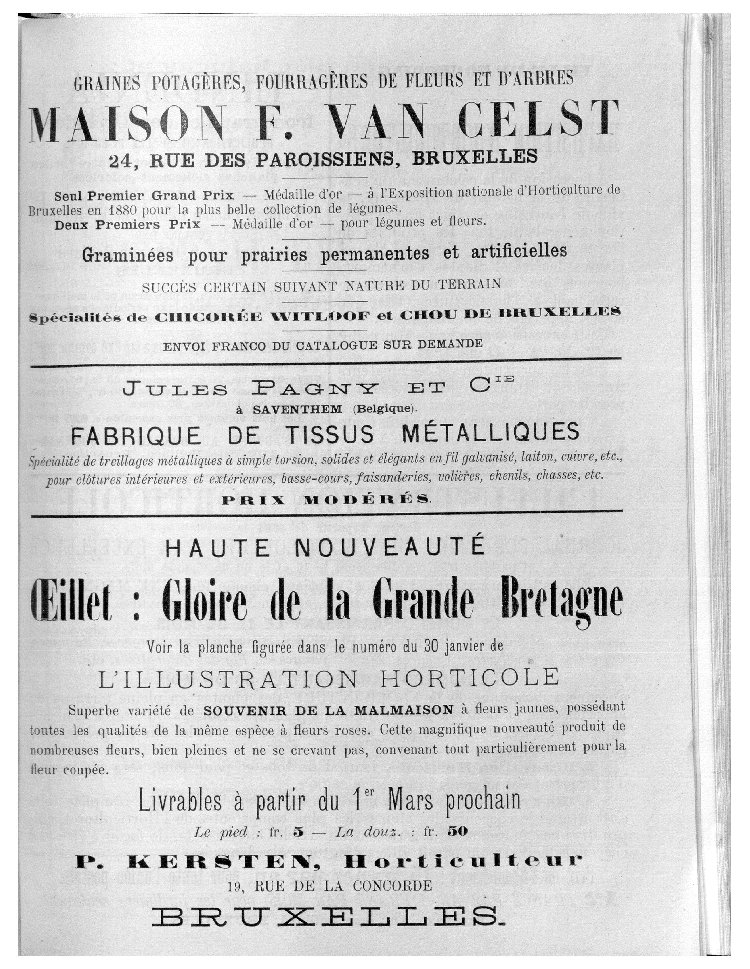 GRAINES POTAGÈRES, FOURRAGÈRES DE FLEURS ET D'ARBRES
MAISON F. VAN CELST
24, RUE DES PAROISSIENS, BRUXELLES
Seul Premier Grand Prix — Médaille d'or — à l'Exposition nationale d'Horticulture de
Bruxelles en 1880 pour la plus belle collection de légumes.
Deux Premiers Prix — Médaille d'or — pour légumes et fleurs.
Graminées pour prairies permanentes et artificielles
SUCCÈS CERTAIN SUIVANT NATURE DU TERRAIN
Spécialités de CHICORÉE WITLOOF et CHOU DE BRUXELLES
ENVOI FRANCO DU CATALOGUE SUR DEMANDE
JULES PAGNY ET CIE
à SAVENTHEM (Belgique).
FABRIQUE DE TISSUS MÉTALLIQUES
Spécialité de treillages métalliques à simple torsion, solides et élégants en fil galvanisé, laiton, cuivre, etc.,
pour clôtures intérieures et extérieures, basse-cours, faisanderies, volières, chenils, chasses, etc.
PRIX MODÉRÉS.
HAUTE NOUVEAUTÉ
Œillet : Gloire de la Grande Bretagne
Voir la planche figurée dans le numéro du 30 janvier de
L'ILLUSTRATION HORTICOLE
Superbe variété de SOUVENIR DE LA MALMAISON à fleurs jaunes, possédant
toutes les qualités de la même espèce à fleurs roses. Cette magnifique nouveauté produit de
nombreuses fleurs, bien pleines et ne se crevant pas, convenant tout particulièrement pour la
fleur coupée.
Livrables à partir du 1er Mars prochain
Le pied : fr. 5 — La douz. : fr. 50
P. KERSTEN, Horticulteur
19, RUE DE LA CONCORDE
BRUXELLES.